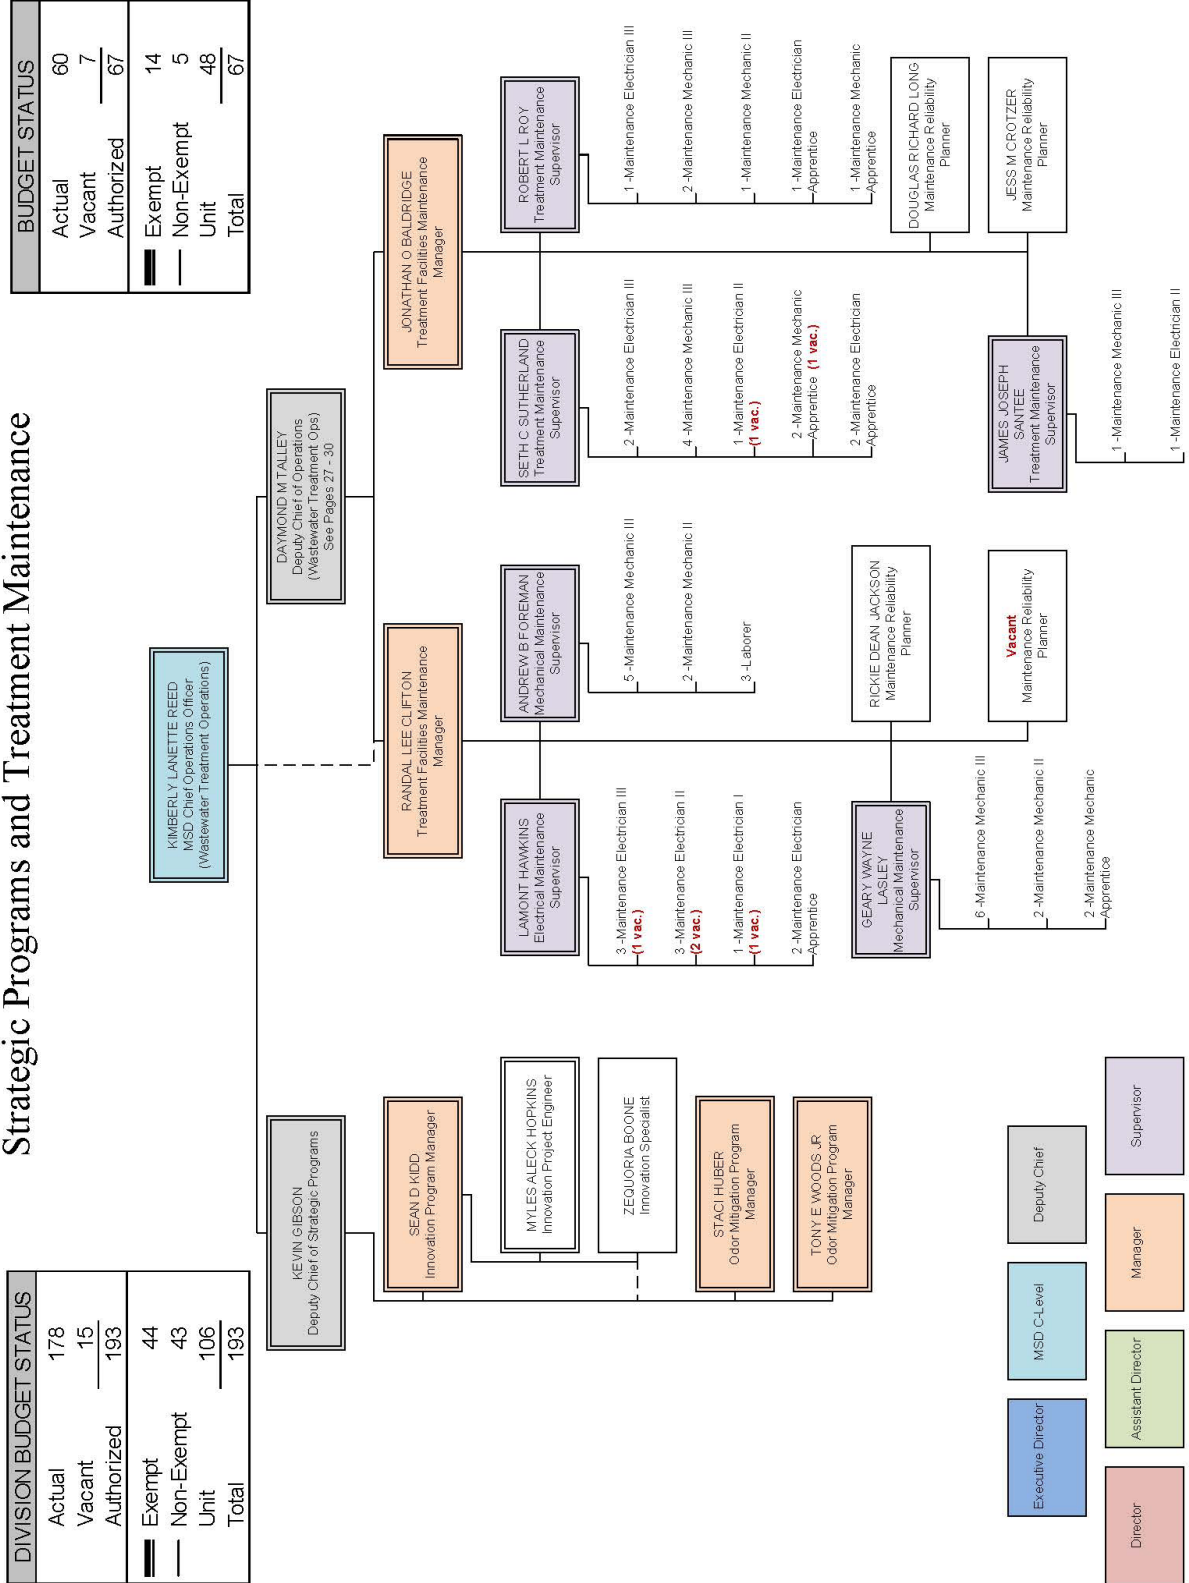 Strategic Programs and Treatment Maintenance
DIVISION BUDGET STATUS
Actual 178
Vacant 15
Authorized 193
Exempt 44
Non-Exempt 43
Unit 106
Total 193
BUDGET STATUS
Actual 60
Vacant 7
Authorized 67
Exempt 14
Non-Exempt 5
Unit 48
Total 67
KIMBERLY LANETTE REED
MSD Chief Operations Officer
(Wastewater Treatment Operations)
KEVIN GIBSON
Deputy Chief of Strategic Programs
DAYMOND M TALLEY
Deputy Chief of Operations
(Wastewater Treatment Ops)
See Pages 27 - 30
SEAN D KIDD
Innovation Program Manager
MYLES ALECK HOPKINS
Innovation Project Engineer
ZEQUORIA BOONE
Innovation Specialist
STACI HUBER
Odor Mitigation Program
Manager
TONY E WOODS JR
Odor Mitigation Program
Manager
RANDAL LEE CLIFTON
Treatment Facilities Maintenance
Manager
LAMONT HAWKINS
Electrical Maintenance
Supervisor
3 -Maintenance Electrician III
(1 vac.)
3 -Maintenance Electrician II
(2 vac.)
1 -Maintenance Electrician I
(1 vac.)
2 -Maintenance Electrician
Apprentice
ANDREW B FOREMAN
Mechanical Maintenance
Supervisor
5 -Maintenance Mechanic III
2 -Maintenance Mechanic II
3 -Laborer
GEARY WAYNE
LASLEY
Mechanical Maintenance
Supervisor
6 -Maintenance Mechanic III
2 -Maintenance Mechanic II
2 -Maintenance Mechanic
Apprentice
RICKIE DEAN JACKSON
Maintenance Reliability
Planner
Vacant
Maintenance Reliability
Planner
JONATHAN O BALDRIDGE
Treatment Facilities Maintenance
Manager
SETH C SUTHERLAND
Treatment Maintenance
Supervisor
2 -Maintenance Electrician III
4 -Maintenance Mechanic III
1 -Maintenance Electrician II
(1 vac.)
2 -Maintenance Mechanic
Apprentice (1 vac.)
2 -Maintenance Electrician
Apprentice
ROBERT L ROY
Treatment Maintenance
Supervisor
1 -Maintenance Electrician III
2 -Maintenance Mechanic III
1 -Maintenance Mechanic II
1 -Maintenance Electrician
Apprentice
1 -Maintenance Mechanic
Apprentice
DOUGLAS RICHARD LONG
Maintenance Reliability
Planner
JESS M CROTZER
Maintenance Reliability
Planner
JAMES JOSEPH
SANTEE
Treatment Maintenance
Supervisor
1 -Maintenance Mechanic III
1 -Maintenance Electrician II
Executive Director
MSD C-Level
Deputy Chief
Director
Assistant Director
Manager
Supervisor